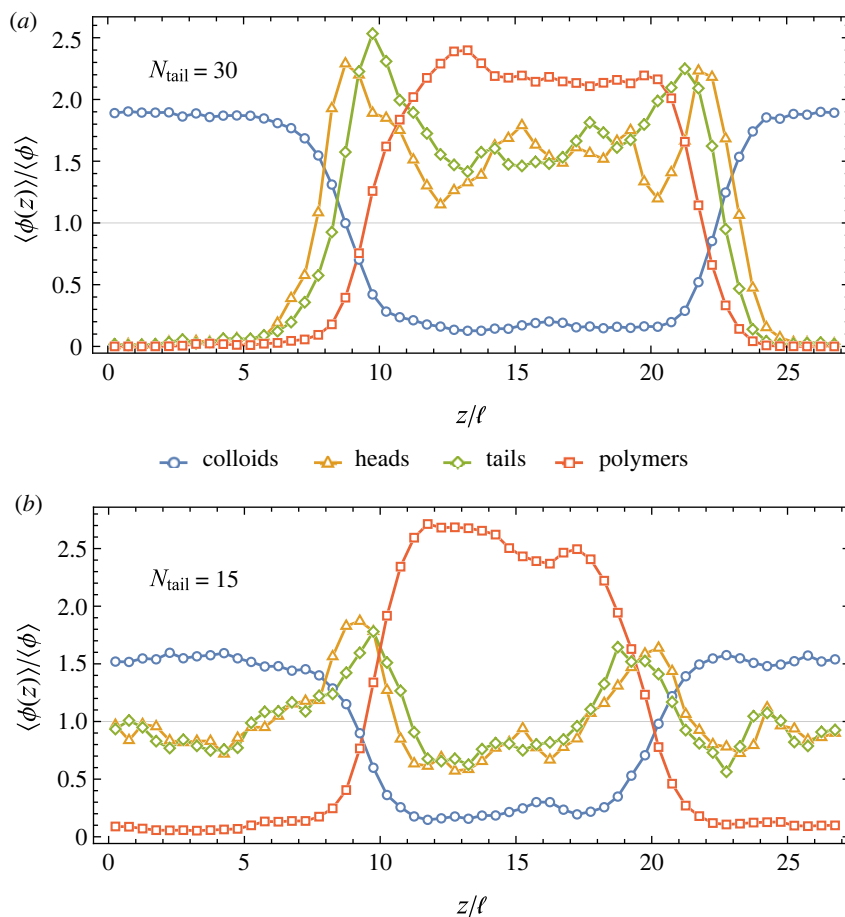 (a)
2.5
N_tail = 30
2.0
1.5
⟨ϕ(z)⟩/⟨ϕ⟩
1.0
0.5
0
0 5 10 15 20 25
z/ℓ
colloids heads tails polymers
(b)
2.5
N_tail = 15
2.0
1.5
⟨ϕ(z)⟩/⟨ϕ⟩
1.0
0.5
0
0 5 10 15 20 25
z/ℓ